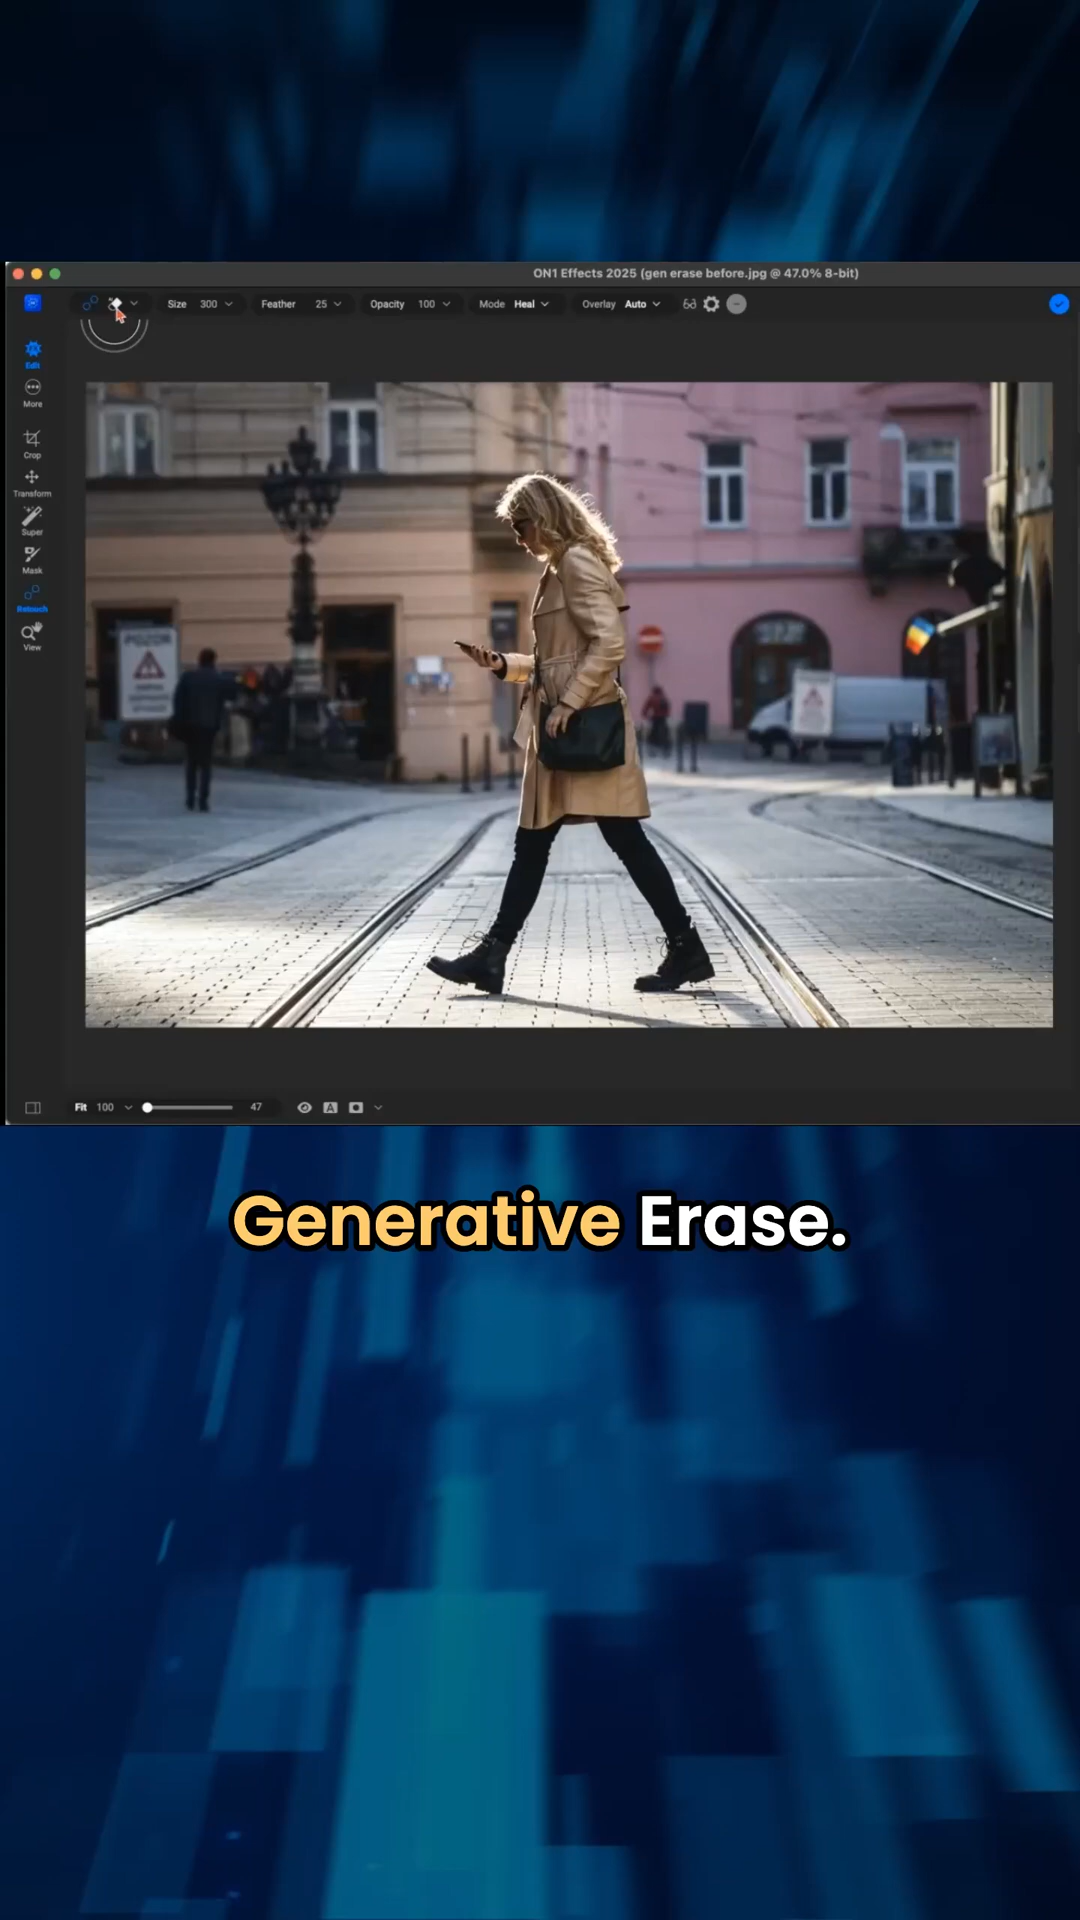 ON1 Effects 2025 (gen erase before.jpg @ 47.0% 8-bit)
Size 300 Feather 25 Opacity 100 Mode Heal Overlay Auto
Edit
More
Crop
Transform
Super
Mask
Retouch
View
POZOR
Fit 100 47
A
Generative Erase.